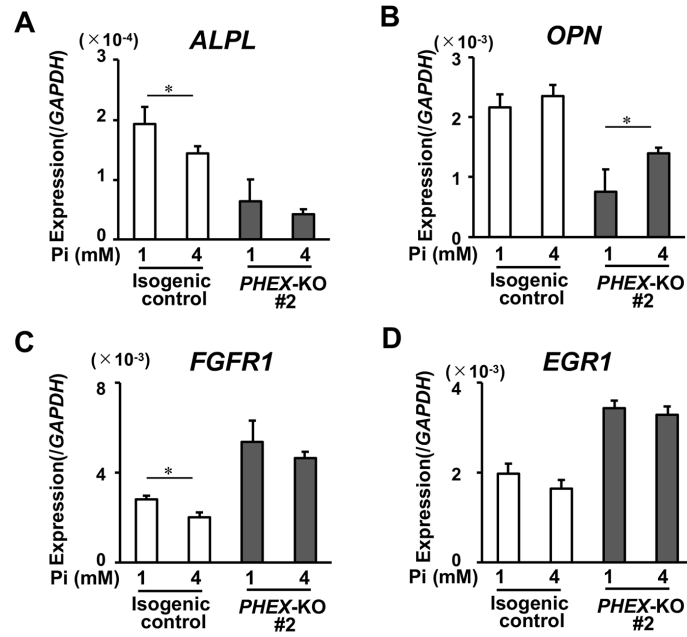 A
(×10-4)
ALPL
Expression(/GAPDH)
3
2
1
0
*
Pi (mM) 1 4 1 4
Isogenic control
PHEX-KO #2
B
(×10-3)
OPN
Expression(/GAPDH)
3
2
1
0
*
Pi (mM) 1 4 1 4
Isogenic control
PHEX-KO #2
C
(×10-3)
FGFR1
Expression(/GAPDH)
8
4
0
*
Pi (mM) 1 4 1 4
Isogenic control
PHEX-KO #2
D
(×10-3)
EGR1
Expression(/GAPDH)
4
2
0
Pi (mM) 1 4 1 4
Isogenic control
PHEX-KO #2